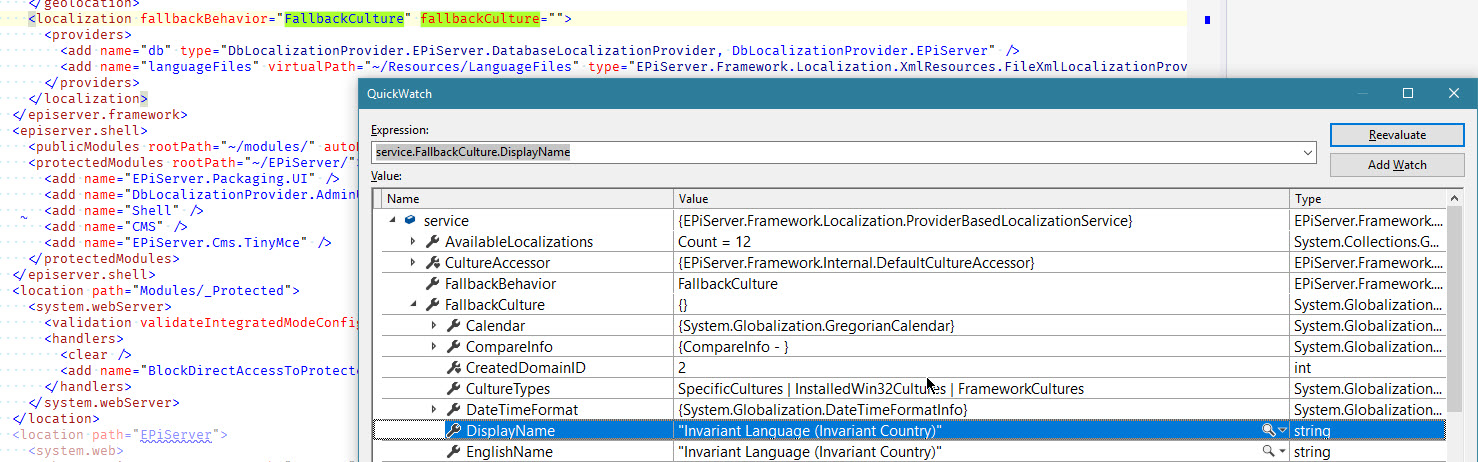 </geolocation>
<localization fallbackBehavior="FallbackCulture" fallbackCulture="">
<providers>
<add name="db" type="DbLocalizationProvider.EPiServer.DatabaseLocalizationProvider, DbLocalizationProvider.EPiServer" />
<add name="languageFiles" virtualPath="~/Resources/LanguageFiles" type="EPiServer.Framework.Localization.XmlResources.FileXmlLocalizationProv
</providers>
</localization>
</episerver.framework>
<episerver.shell>
<publicModules rootPath="~/modules/" auto
<protectedModules rootPath="~/EPiServer/"
<add name="EPiServer.Packaging.UI" />
<add name="DbLocalizationProvider.Admin
<add name="Shell" />
<add name="CMS" />
<add name="EPiServer.Cms.TinyMce" />
</protectedModules>
</episerver.shell>
<location path="Modules/_Protected">
<system.webServer>
<validation validateIntegratedModeConfig
<handlers>
<clear />
<add name="BlockDirectAccessToProtecte
</handlers>
</system.webServer>
</location>
<location path="EPiServer">
<system.web>
QuickWatch
Expression:
service.FallbackCulture.DisplayName
Reevaluate
Add Watch
Value:
Name Value Type
service {EPiServer.Framework.Localization.ProviderBasedLocalizationService} EPiServer.Framework....
AvailableLocalizations Count = 12 System.Collections.G...
CultureAccessor {EPiServer.Framework.Internal.DefaultCultureAccessor} EPiServer.Framework....
FallbackBehavior FallbackCulture EPiServer.Framework....
FallbackCulture {} System.Globalization...
Calendar {System.Globalization.GregorianCalendar} System.Globalization...
CompareInfo {CompareInfo - } System.Globalization...
CreatedDomainID 2 int
CultureTypes SpecificCultures | InstalledWin32Cultures | FrameworkCultures System.Globalization...
DateTimeFormat {System.Globalization.DateTimeFormatInfo} System.Globalization...
DisplayName "Invariant Language (Invariant Country)" string
EnglishName "Invariant Language (Invariant Country)" string